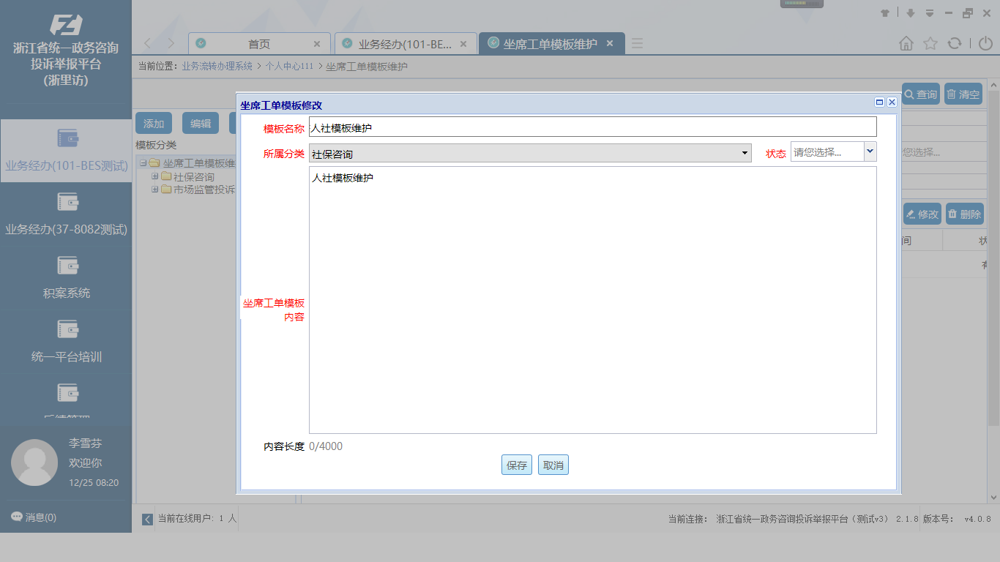 浙江省统一政务咨询
投诉举报平台
(浙里访)
首页
业务经办(101-BE...
坐席工单模板维护
当前位置：业务流转办理系统 > 个人中心111 > 坐席工单模板维护
查询 清空
坐席工单模板修改
添加 编辑
模板分类
坐席工单模板维
社保咨询
市场监管投诉
模板名称 人社模板维护
所属分类 社保咨询 状态 请您选择...
人社模板维护
坐席工单模板
内容
内容长度 0/4000
保存 取消
您选择...
修改 删除
间
业务经办(101-BES测试)
业务经办(37-8082测试)
积案系统
统一平台培训
李雪芬
欢迎你
12/25 08:20
消息(0)
当前在线用户: 1 人
当前连接： 浙江省统一政务咨询投诉举报平台（测试v3） 2.1.8 版本号： v4.0.8